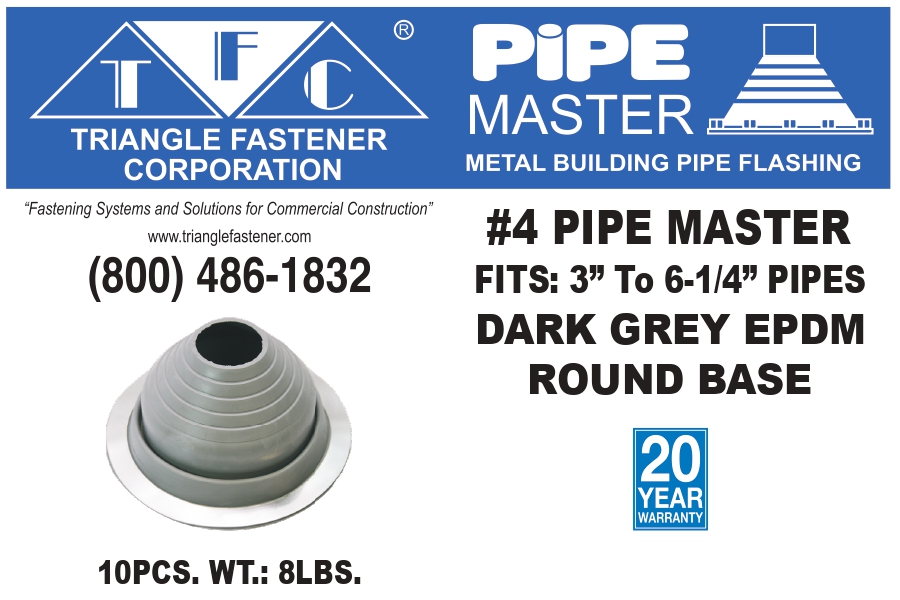 TFC ®
TRIANGLE FASTENER
CORPORATION
PiPE
MASTER
METAL BUILDING PIPE FLASHING
“Fastening Systems and Solutions for Commercial Construction”
www.trianglefastener.com
(800) 486-1832
10PCS. WT.: 8LBS.
#4 PIPE MASTER
FITS: 3” To 6-1/4” PIPES
DARK GREY EPDM
ROUND BASE
20
YEAR
WARRANTY